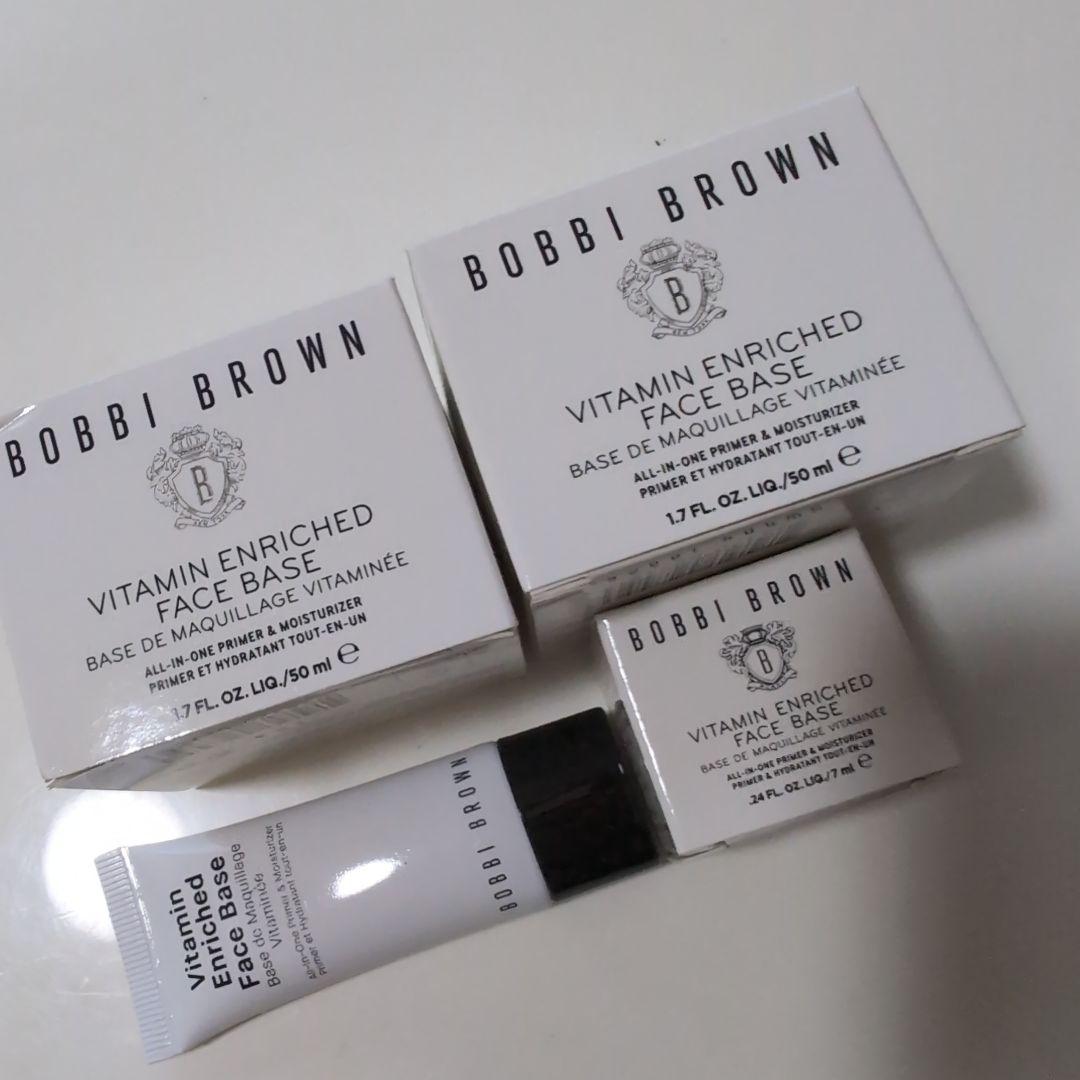 BOBBI BROWN
B
NEW YORK
VITAMIN ENRICHED
FACE BASE
BASE DE MAQUILLAGE VITAMINÉE
ALL-IN-ONE PRIMER & MOISTURIZER
PRIMER ET HYDRATANT TOUT-EN-UN
1.7 FL. OZ. LIQ./50 ml ℮
BOBBI BROWN
B
NEW YORK
VITAMIN ENRICHED
FACE BASE
BASE DE MAQUILLAGE VITAMINÉE
ALL-IN-ONE PRIMER & MOISTURIZER
PRIMER ET HYDRATANT TOUT-EN-UN
1.7 FL. OZ. LIQ./50 ml ℮
BOBBI BROWN
B
VITAMIN ENRICHED
FACE BASE
BASE DE MAQUILLAGE VITAMINÉE
ALL-IN-ONE PRIMER & MOISTURIZER
PRIMER & HYDRATANT TOUT-EN-UN
.24 FL. OZ. LIQ./7 ml ℮
BOBBI BROWN
Vitamin
Enriched
Face Base
Base de Maquillage
Vitaminée
All-in-One Primer & Moisturizer
Primer et Hydratant tout-en-un